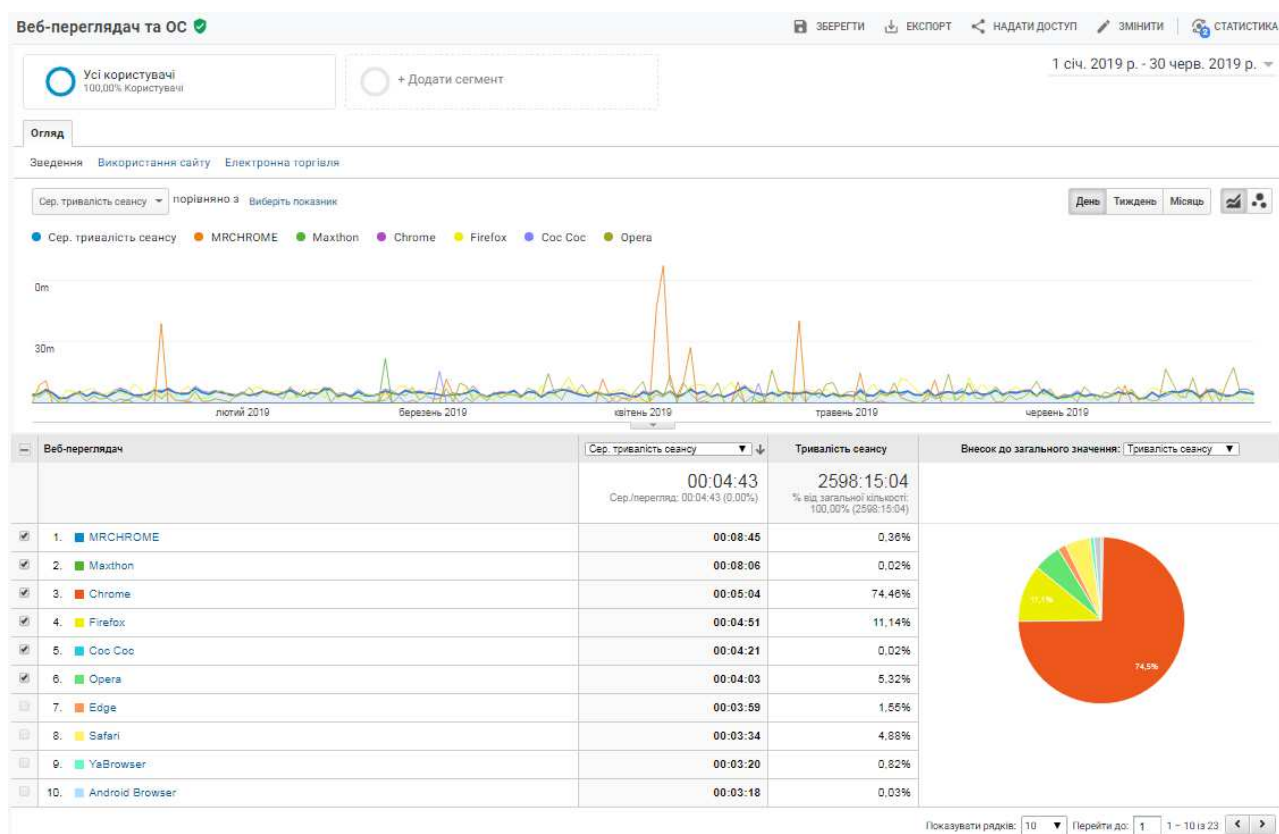 Веб-переглядач та ОС
ЗБЕРЕГТИ ЕКСПОРТ НАДАТИ ДОСТУП ЗМІНИТИ 2 СТАТИСТИКА
1 січ. 2019 р. - 30 черв. 2019 р.
Усі користувачі
100,00% Користувачі
+ Додати сегмент
Огляд
Зведення Використання сайту Електронна торгівля
Сер. тривалість сеансу порівняно з Виберіть показник
День Тиждень Місяць
Сер. тривалість сеансу MRCHROME Maxthon Chrome Firefox Coc Coc Opera
0m
30m
лютий 2019 березень 2019 квітень 2019 травень 2019 червень 2019
Веб-переглядач Сер. тривалість сеансу Тривалість сеансу Внесок до загального значення: Тривалість сеансу
00:04:43 2598:15:04
Сер./перегляд: 00:04:43 (0,00%) % від загальної кількості:
100,00% (2598:15:04)
1. MRCHROME 00:08:45 0,36%
2. Maxthon 00:08:06 0,02%
3. Chrome 00:05:04 74,46%
4. Firefox 00:04:51 11,14%
5. Coc Coc 00:04:21 0,02%
6. Opera 00:04:03 5,32%
7. Edge 00:03:59 1,55%
8. Safari 00:03:34 4,88%
9. YaBrowser 00:03:20 0,82%
10. Android Browser 00:03:18 0,03%
11,1%
74,5%
Показувати рядків: 10 Перейти до: 1 1 – 10 із 23